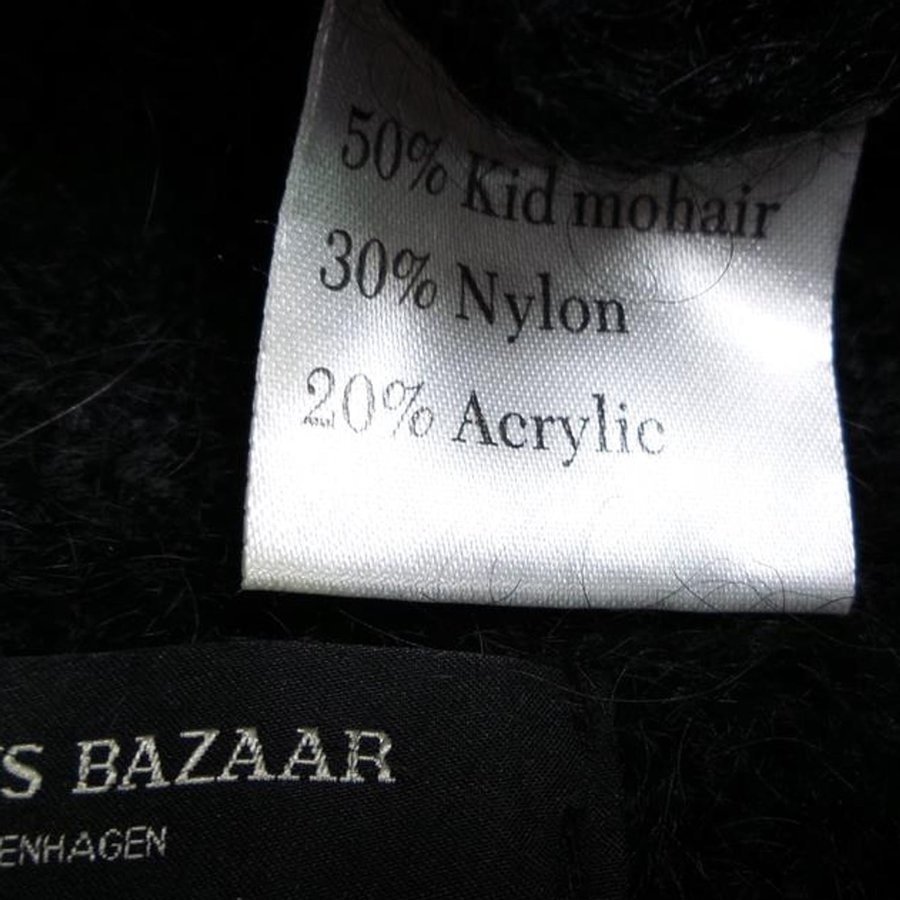 50% Kid mohair
30% Nylon
20% Acrylic
S BAZAAR
ENHAGEN